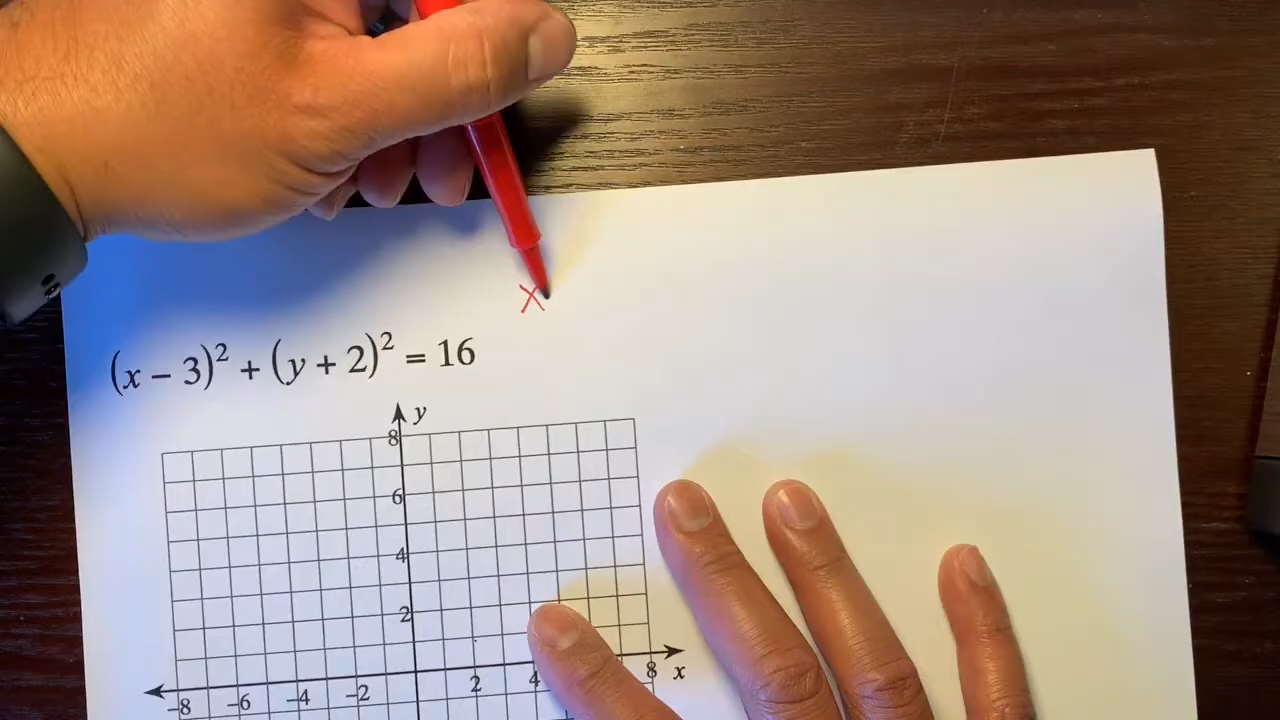 X
(x − 3)² + (y + 2)² = 16
y
8
6
4
2
−8 −6 −4 −2 2 4 8 x